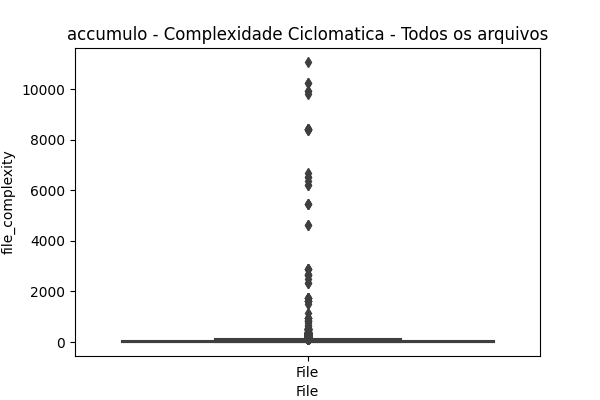 accumulo - Complexidade Ciclomatica - Todos os arquivos
file_complexity
10000
8000
6000
4000
2000
0
File
File